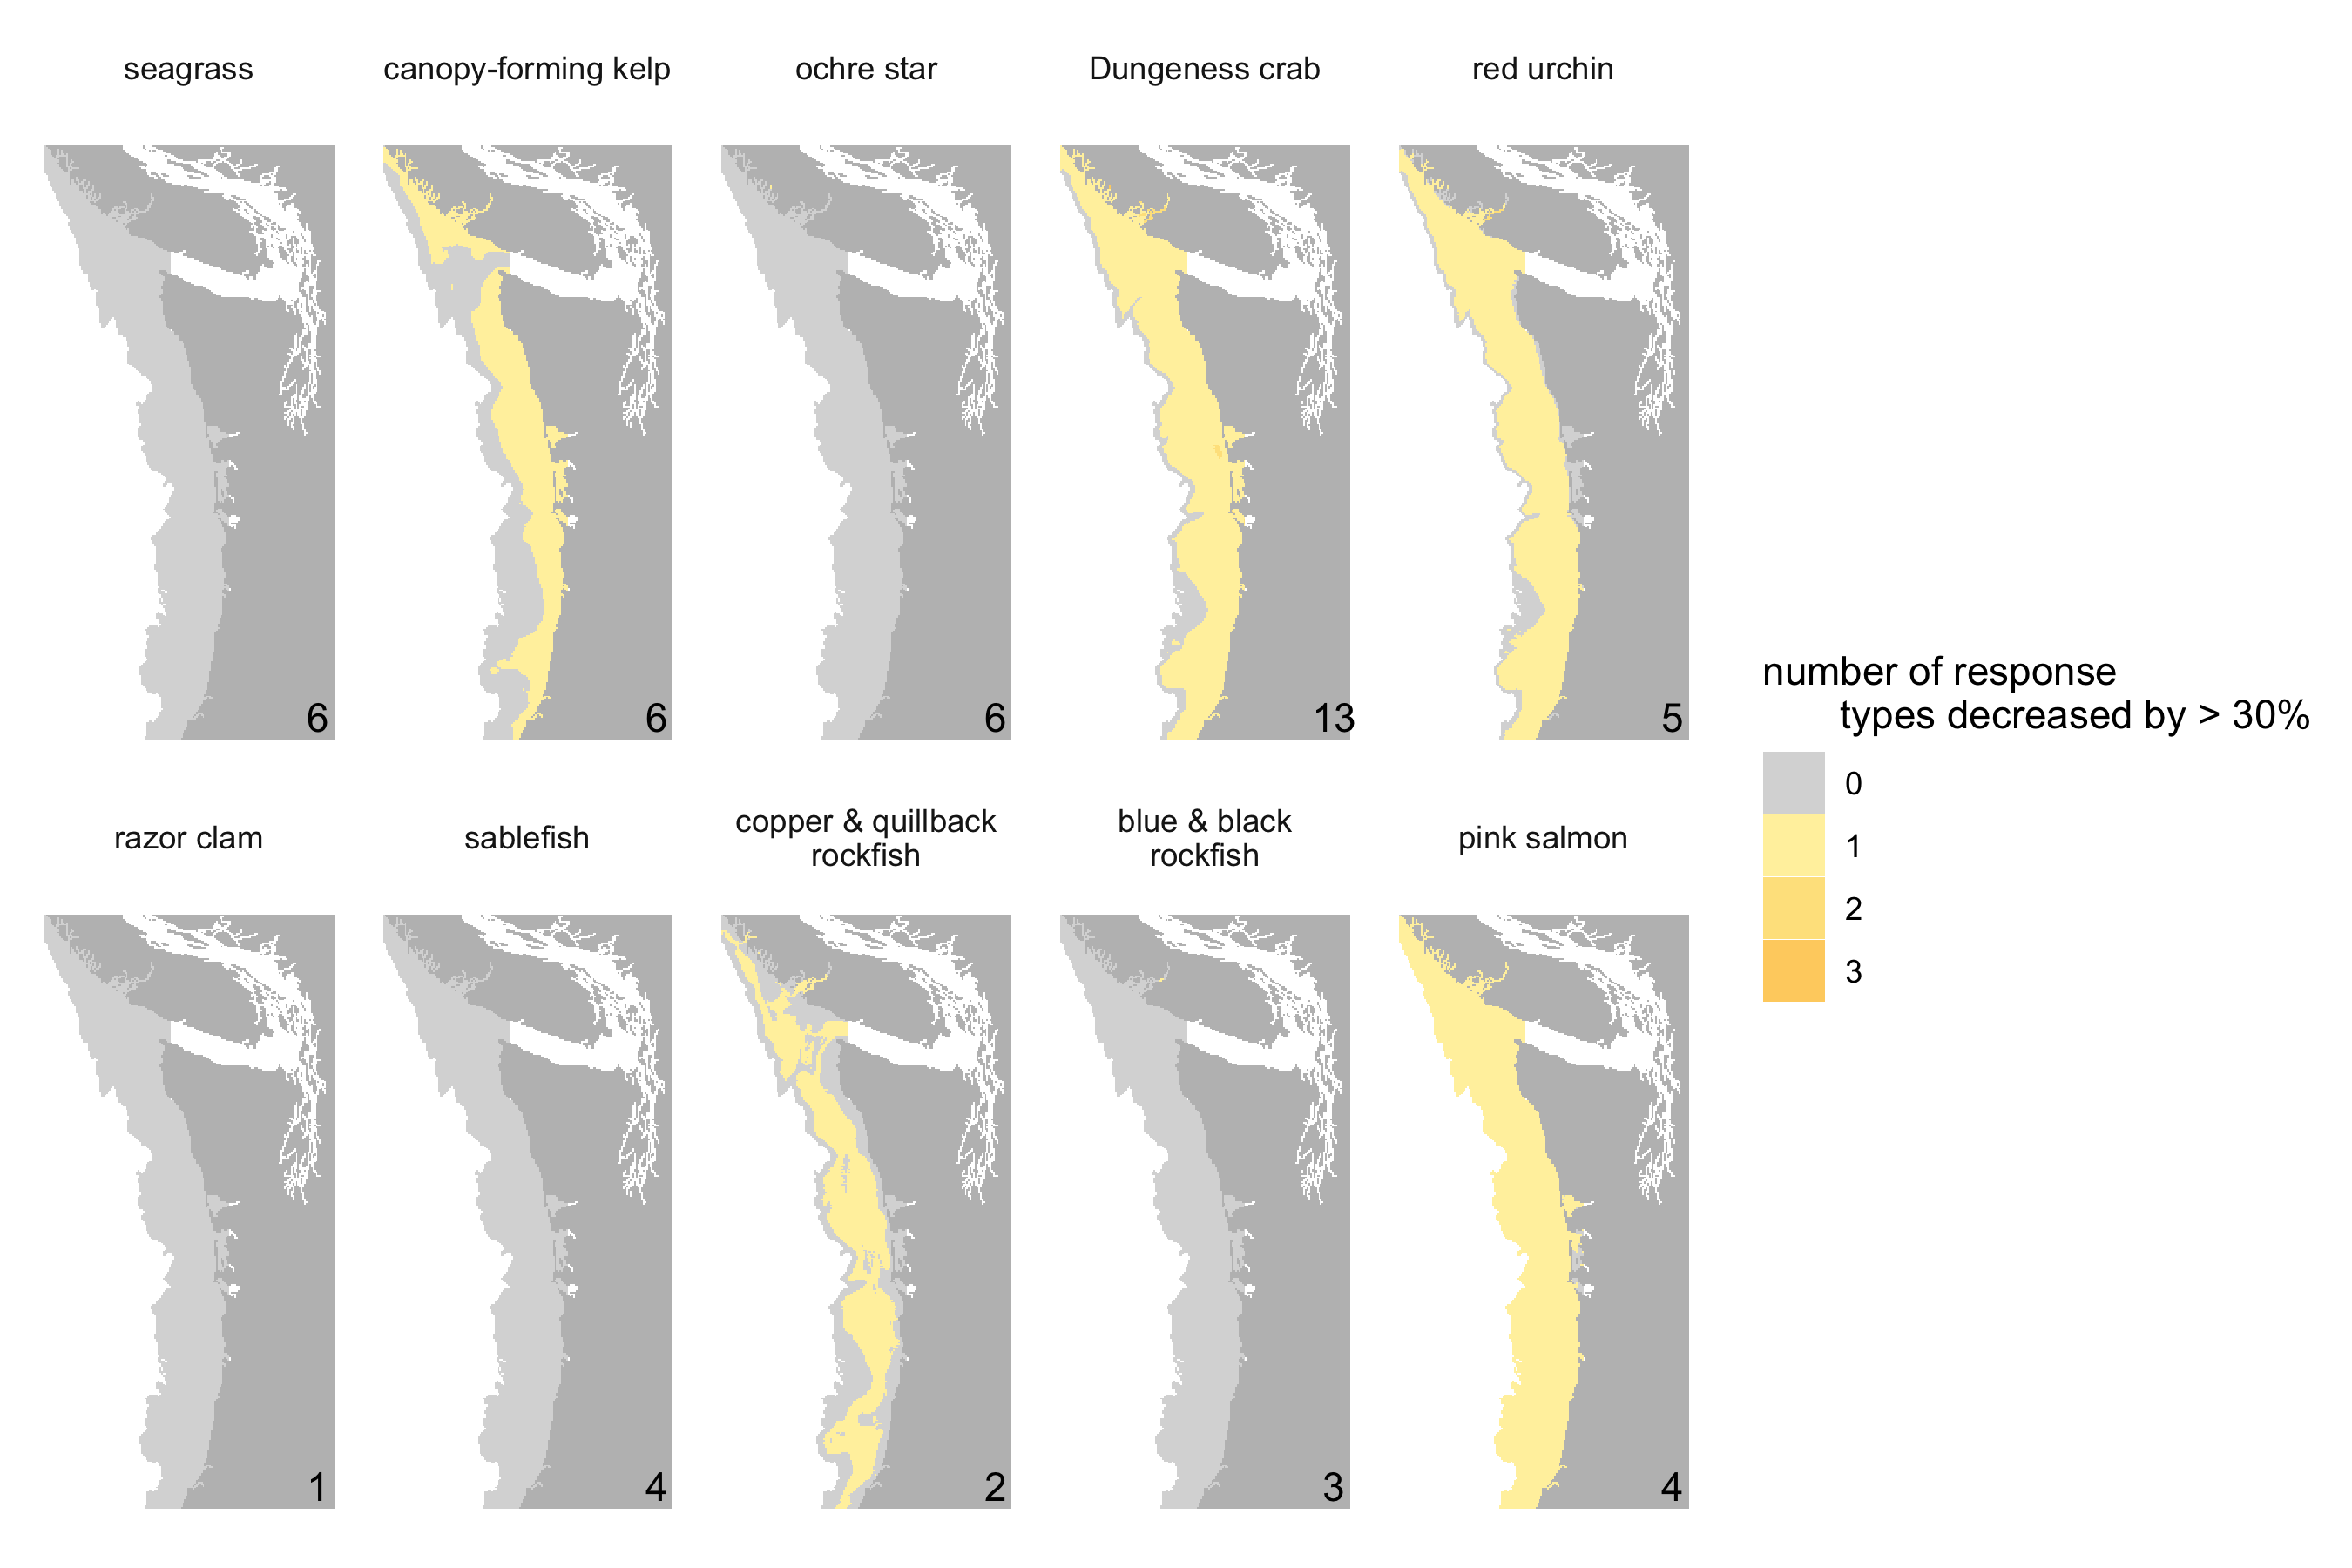 seagrass
canopy-forming kelp
ochre star
Dungeness crab
red urchin
6
6
6
13
5
razor clam
sablefish
copper & quillback
rockfish
blue & black
rockfish
pink salmon
1
4
2
3
4
number of response
types decreased by > 30%
0
1
2
3